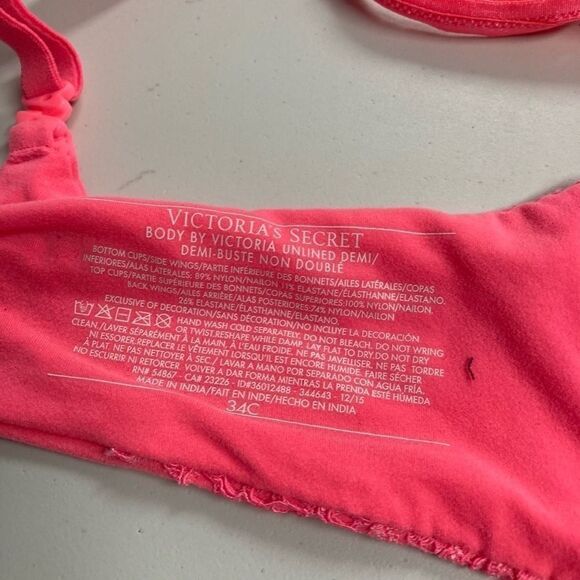 VICTORIA'S SECRET
BODY BY VICTORIA UNLINED DEMI/
DEMI-BUSTE NON DOUBLÉ
BOTTOM CUPS/SIDE WINGS/PARTIE INFÉRIEURE DES BONNETS/AILES LATÉRALES/COPAS
INFERIORES/ALAS LATERALES: 89% NYLON/NAILON 11% ELASTANE/ÉLASTHANNE/ELASTANO.
TOP CUPS/PARTIE SUPÉRIEURE DES BONNETS/COPAS SUPERIORES:100% NYLON/NAILON.
BACK WINGS/AILES ARRIÈRE/ALAS POSTERIORES:74% NYLON/NAILON
26% ELASTANE/ÉLASTHANNE/ELASTANO.
EXCLUSIVE OF DECORATION/SANS DÉCORATION/NO INCLUYE LA DECORACIÓN
HAND WASH COLD SEPARATELY. DO NOT BLEACH. DO NOT WRING
OR TWIST.RESHAPE WHILE DAMP. LAY FLAT TO DRY.DO NOT DRY
CLEAN./LAVER SÉPARÉMENT À LA MAIN, À L'EAU FROIDE. NE PAS JAVELLISER. NE PAS TORDRE
NI ESSORER.REPLACER LE VÊTEMENT LORSQU'IL EST ENCORE HUMIDE. FAIRE SÉCHER
À PLAT. NE PAS NETTOYER À SEC./LAVAR A MANO POR SEPARADO CON AGUA FRÍA.
NO ESCURRIR NI RETORCER. VOLVER A DAR FORMA MIENTRAS LA PRENDA ESTÉ HÚMEDA
RN# 54867 - CA# 23226 - ID#36012488 344643 - 12/15
MADE IN INDIA/FAIT EN INDE/HECHO EN INDIA
34C